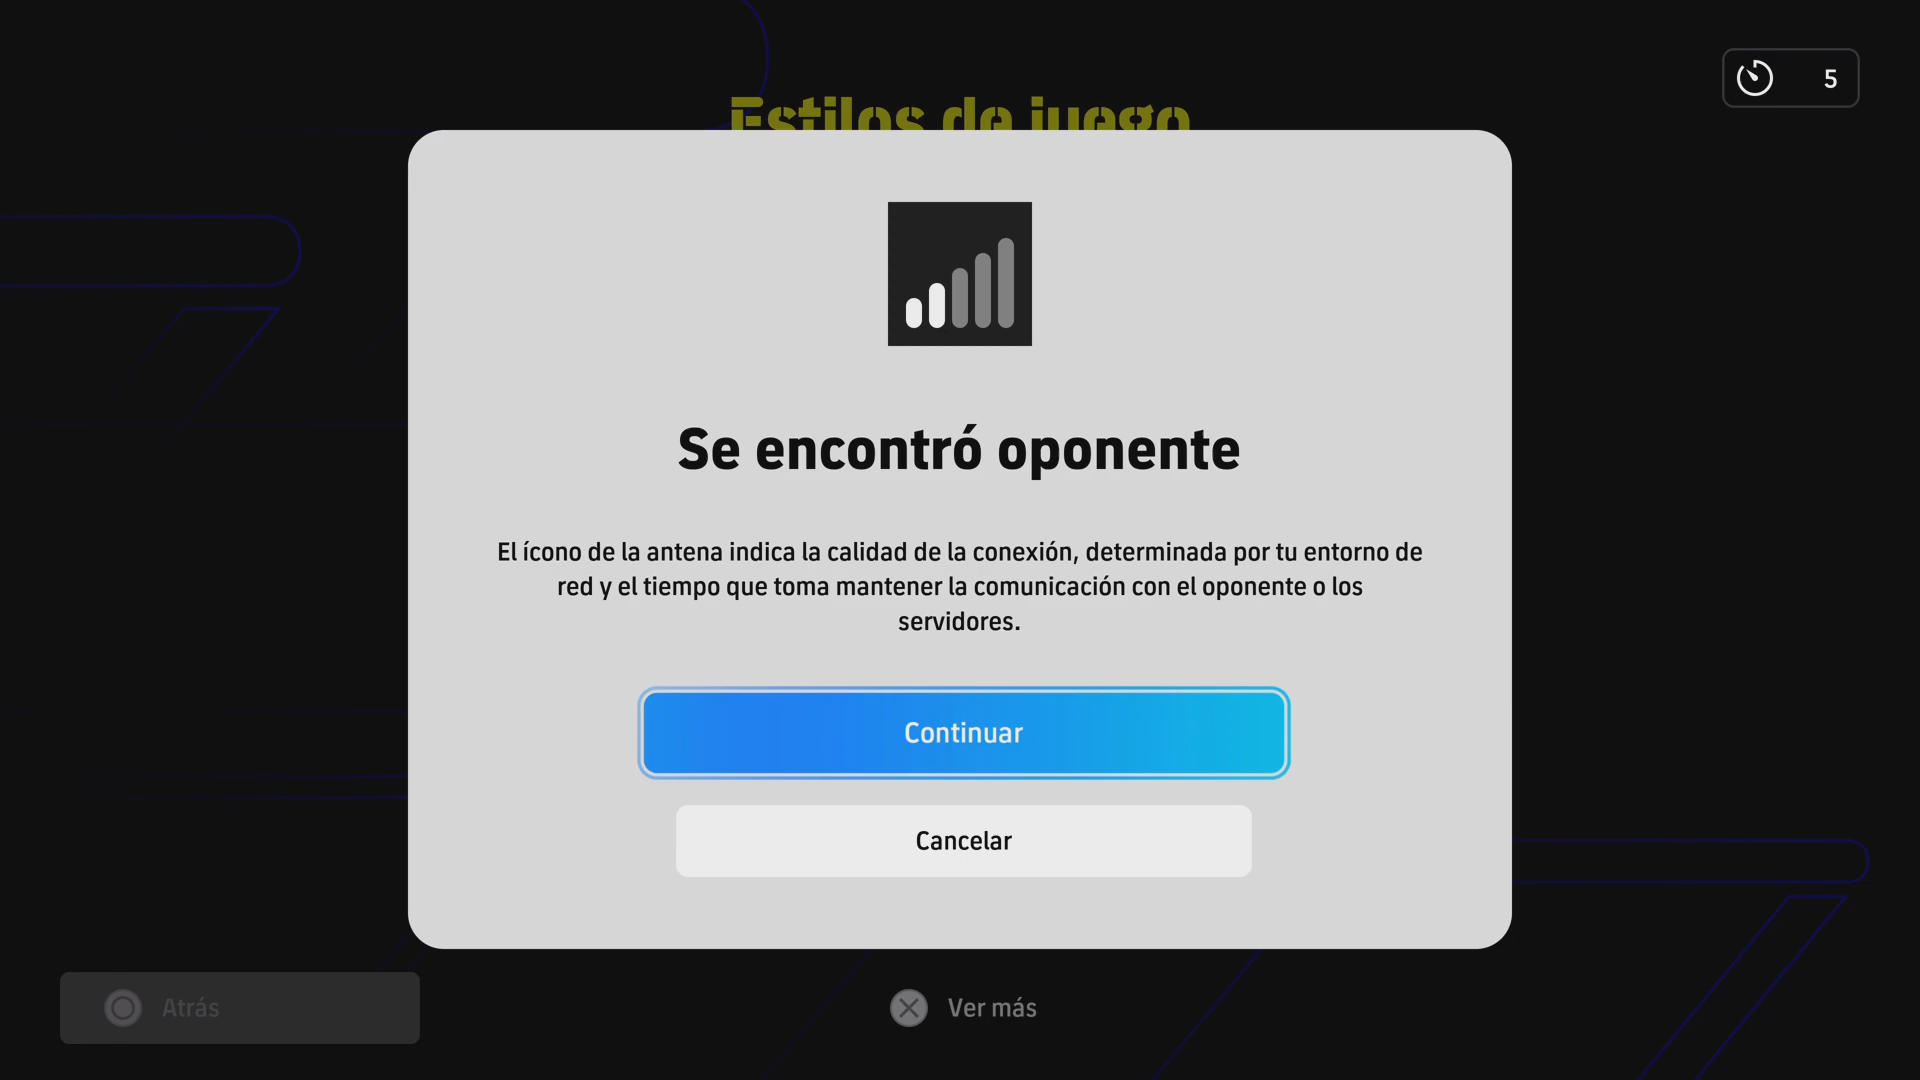 5
Estilos de juego
Se encontró oponente
El ícono de la antena indica la calidad de la conexión, determinada por tu entorno de
red y el tiempo que toma mantener la comunicación con el oponente o los
servidores.
Continuar
Cancelar
Atrás
Ver más